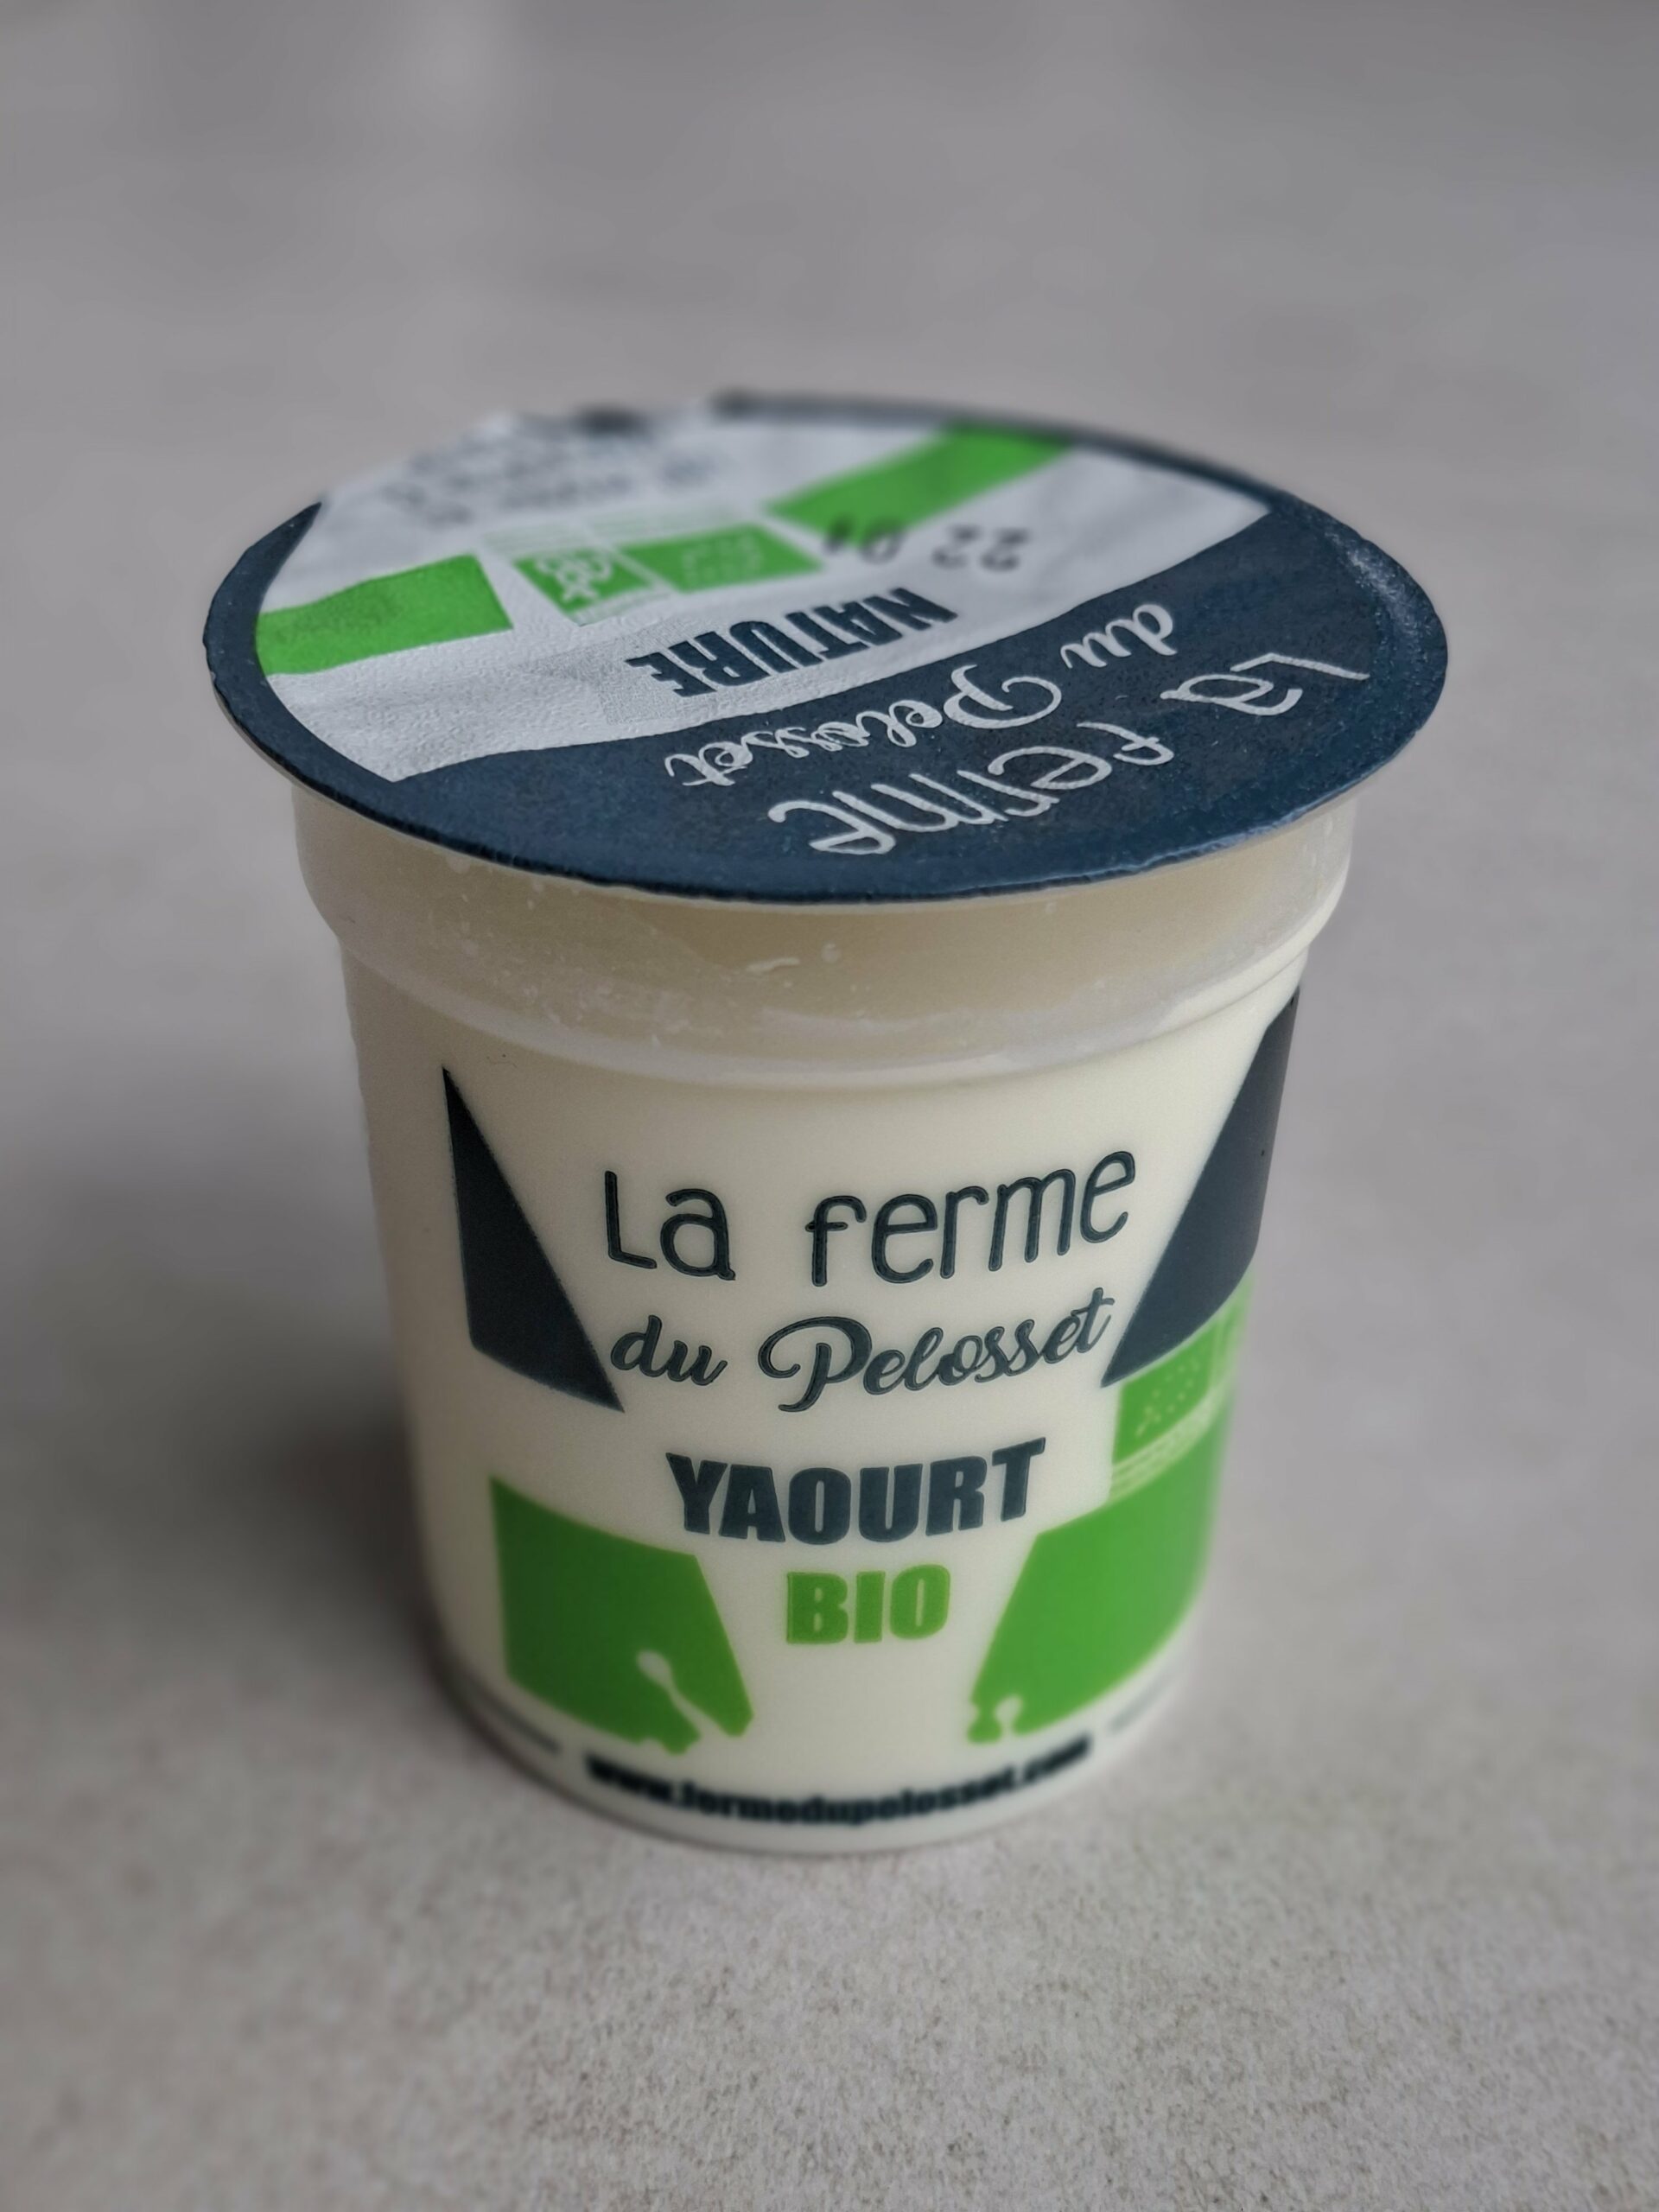 La ferme
du Pelosset
NATURE
22 01
La ferme
du Pelosset
YAOURT
BIO
www.fermedupelosset.com